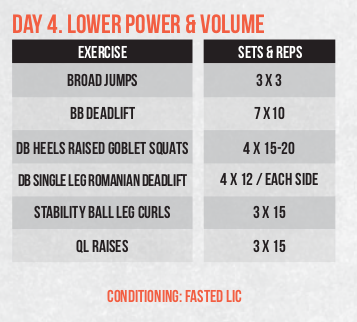 DAY 4. LOWER POWER & VOLUME
EXERCISE SETS & REPS
BROAD JUMPS 3 X 3
BB DEADLIFT 7 X 10
DB HEELS RAISED GOBLET SQUATS 4 X 15-20
DB SINGLE LEG ROMANIAN DEADLIFT 4 X 12 / EACH SIDE
STABILITY BALL LEG CURLS 3 X 15
QL RAISES 3 X 15
CONDITIONING: FASTED LIC